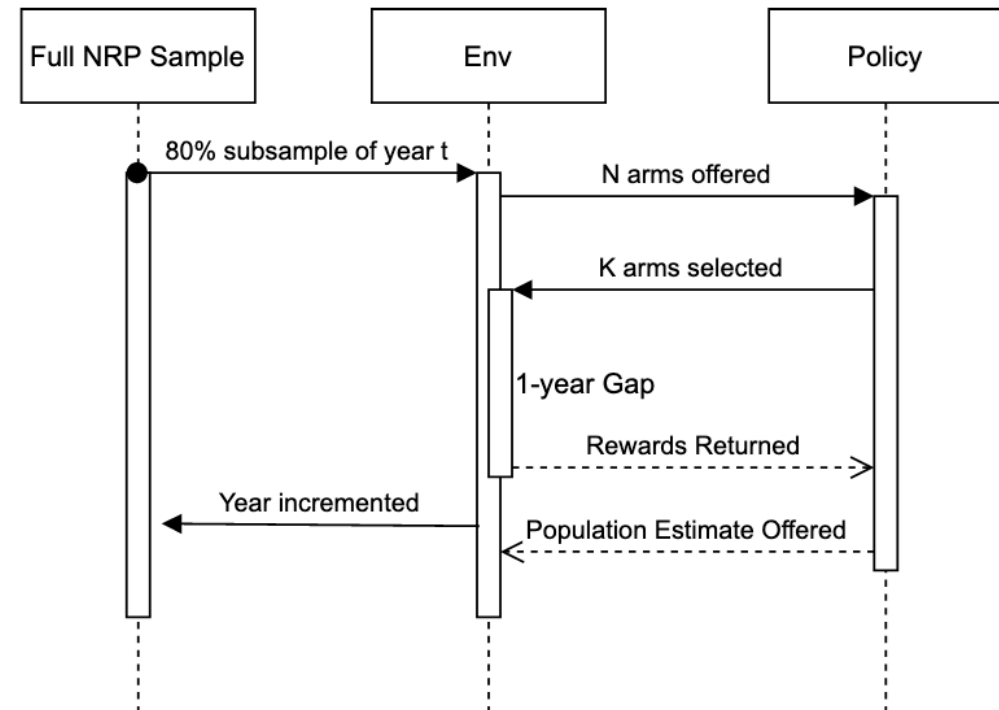 Full NRP Sample
Env
Policy
80% subsample of year t
N arms offered
K arms selected
1-year Gap
Rewards Returned
Year incremented
Population Estimate Offered